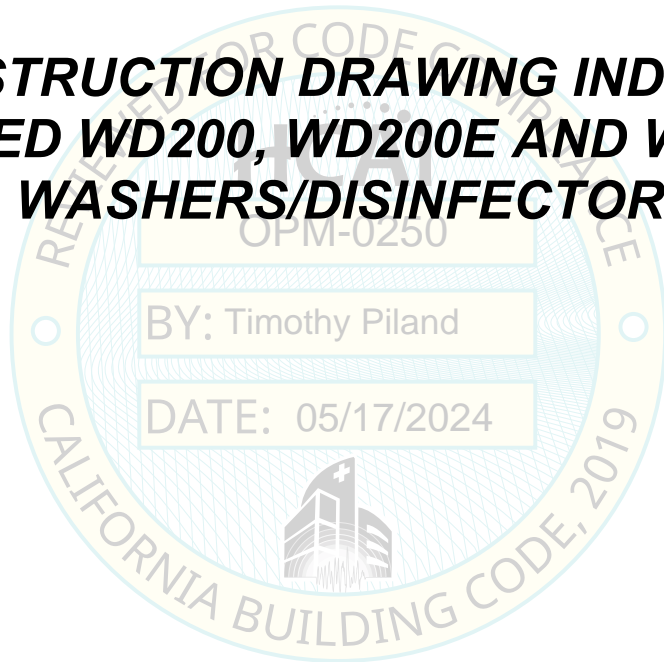 STRUCTION DRAWING IND
ED WD200, WD200E AND W
WASHERS/DISINFECTOR
REVIEWED FOR CODE COMPLIANCE
HCAI
OPM-0250
BY: Timothy Piland
DATE: 05/17/2024
CALIFORNIA BUILDING CODE, 2019